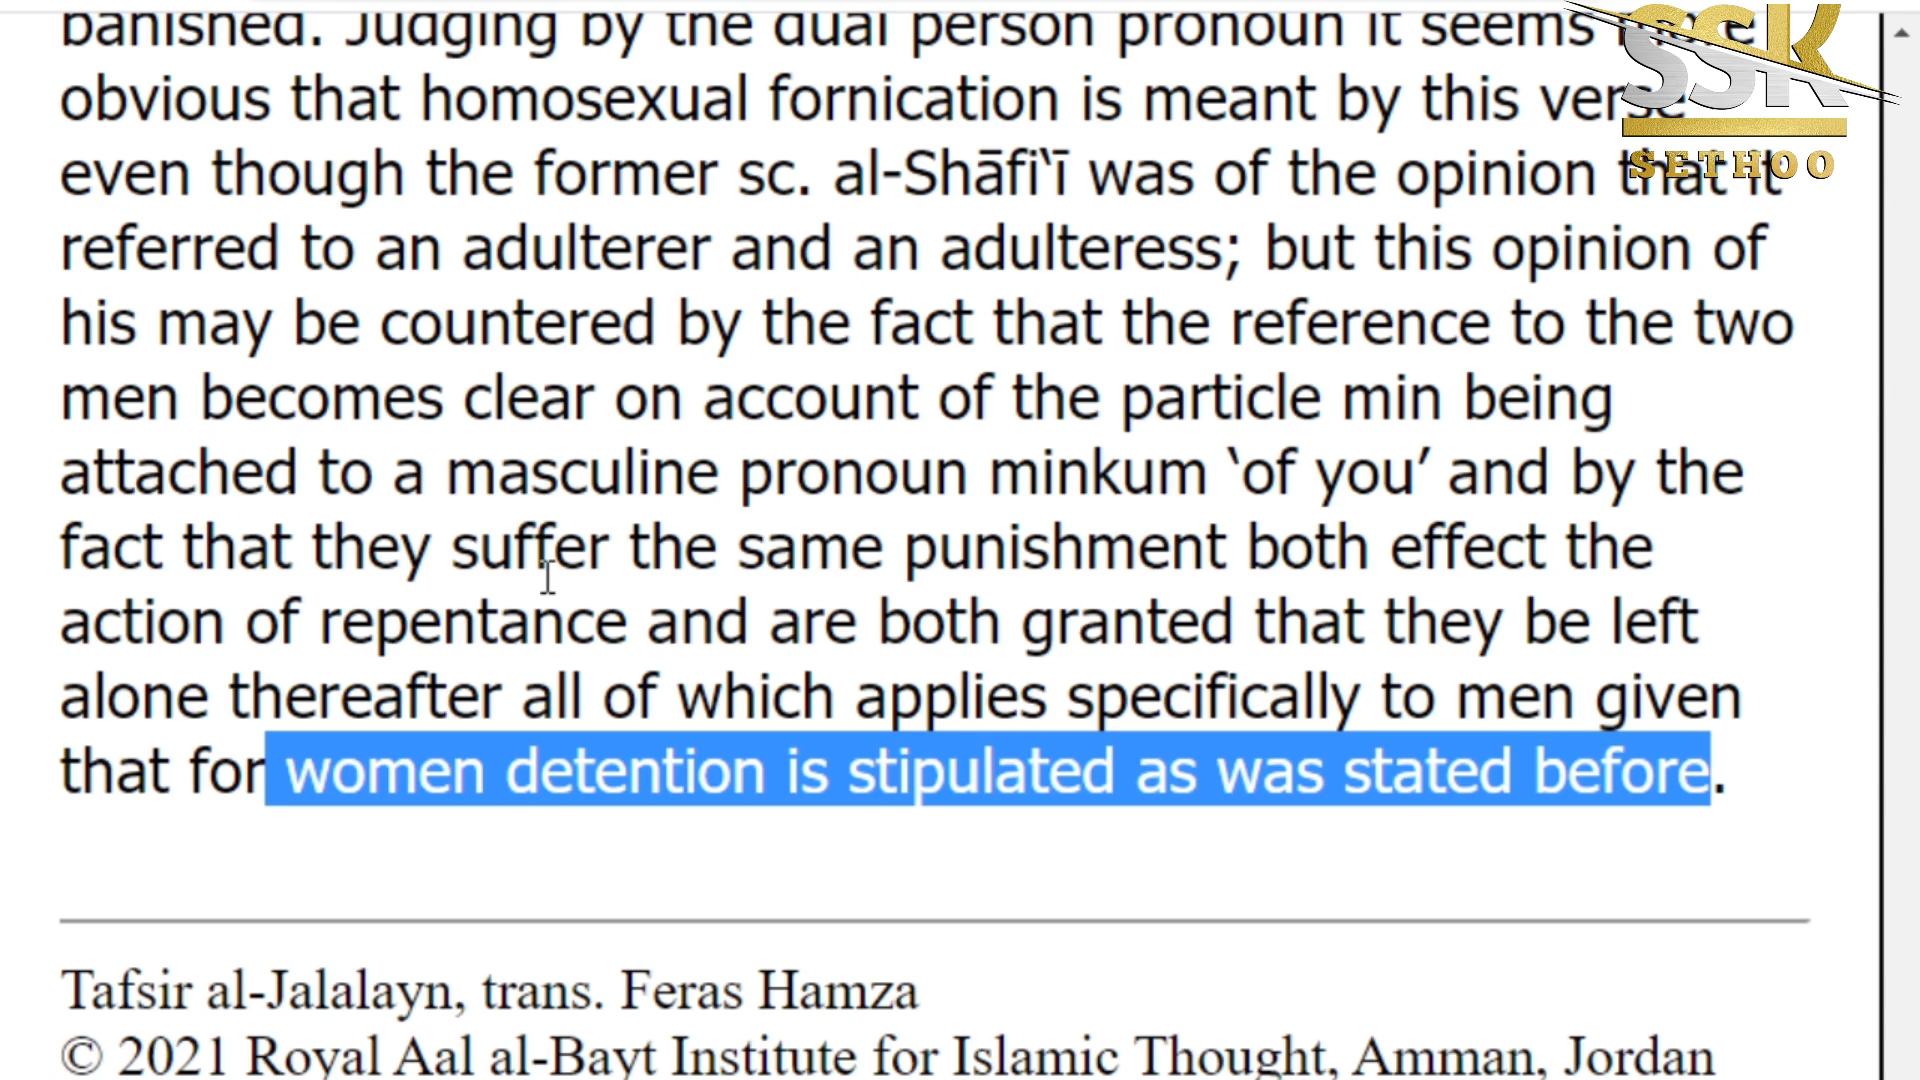 banished. Judging by the dual person pronoun it seems more
obvious that homosexual fornication is meant by this verse
even though the former sc. al-Shāfi‘ī was of the opinion that it
referred to an adulterer and an adulteress; but this opinion of
his may be countered by the fact that the reference to the two
men becomes clear on account of the particle min being
attached to a masculine pronoun minkum ‘of you’ and by the
fact that they suffer the same punishment both effect the
action of repentance and are both granted that they be left
alone thereafter all of which applies specifically to men given
that for women detention is stipulated as was stated before.
Tafsir al-Jalalayn, trans. Feras Hamza
© 2021 Royal Aal al-Bayt Institute for Islamic Thought, Amman, Jordan
SSR
SETHOO